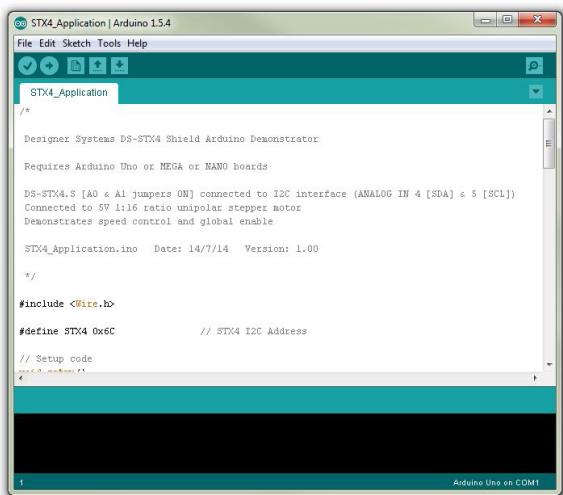 STX4_Application | Arduino 1.5.4
File Edit Sketch Tools Help
STX4_Application
/*
Designer Systems DS-STX4 Shield Arduino Demonstrator
Requires Arduino Uno or MEGA or NANO boards
DS-STX4.S [A0 & A1 jumpers ON] connected to I2C interface (ANALOG IN 4 [SDA] & 5 [SCL])
Connected to 5V 1:16 ratio unipolar stepper motor
Demonstrates speed control and global enable
STX4_Application.ino Date: 14/7/14 Version: 1.00
*/
#include <Wire.h>
#define STX4 0x6C // STX4 I2C Address
// Setup code
1
Arduino Uno on COM1